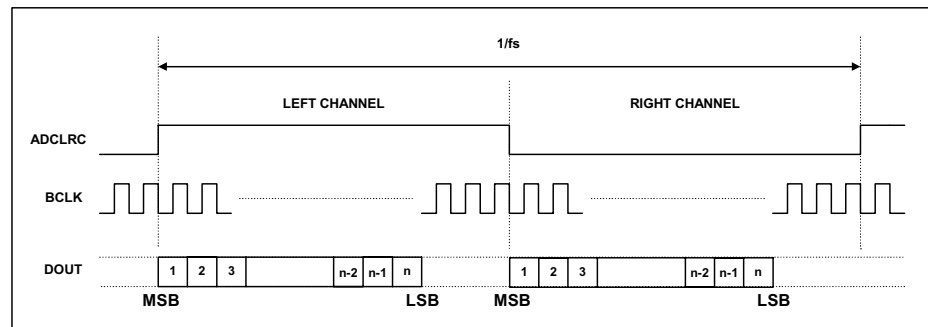 1/fs
LEFT CHANNEL RIGHT CHANNEL
ADCLRC
BCLK
DOUT 1 2 3 n-2 n-1 n 1 2 3 n-2 n-1 n
MSB LSB MSB LSB